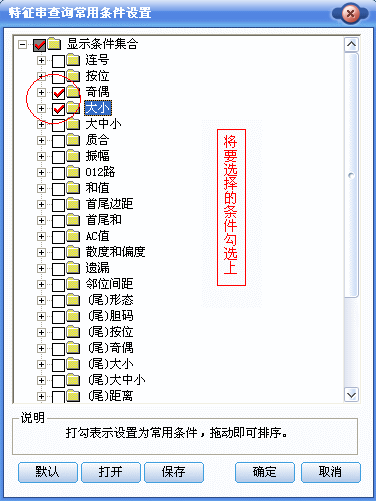 特征串查询常用条件设置
显示条件集合
连号
按位
奇偶
大小
大中小
质合
振幅
012路
和值
首尾边距
首尾和
AC值
散度和偏度
遗漏
邻位间距
(尾)形态
(尾)胆码
(尾)按位
(尾)奇偶
(尾)大小
(尾)大中小
(尾)距离
将要选择的条件勾选上
说明
打勾表示设置为常用条件，拖动即可排序。
默认 打开 保存 确定 取消